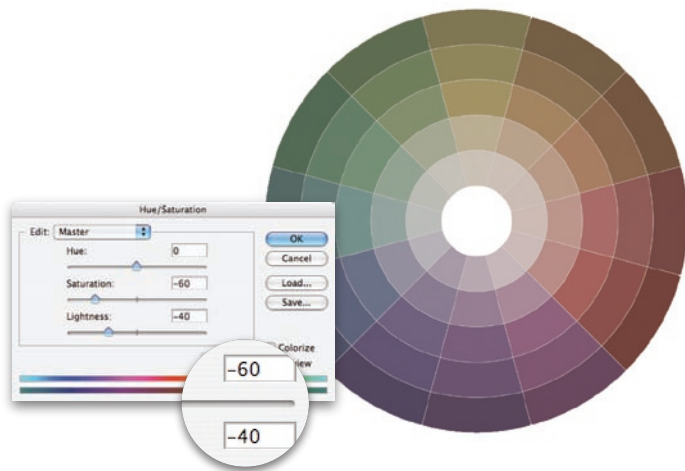 Hue/Saturation
Edit: Master
Hue: 0
Saturation: -60
Lightness: -40
OK
Cancel
Load...
Save...
Colorize
-60
-40